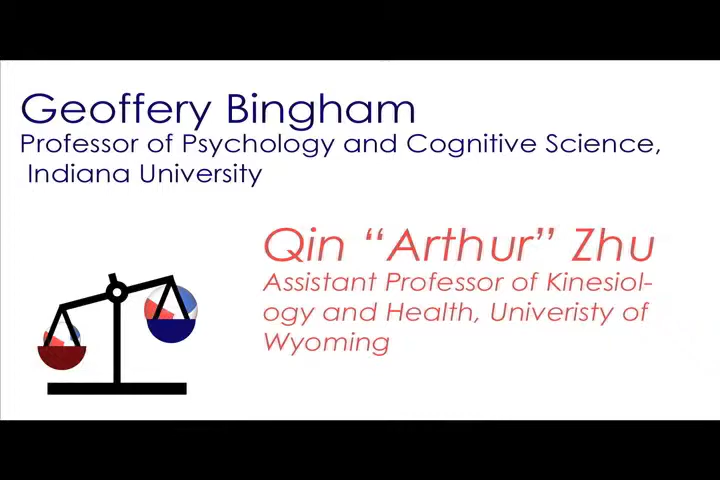 Geoffery Bingham
Professor of Psychology and Cognitive Science,
Indiana University
Qin “Arthur” Zhu
Assistant Professor of Kinesiol-
ogy and Health, Univeristy of
Wyoming